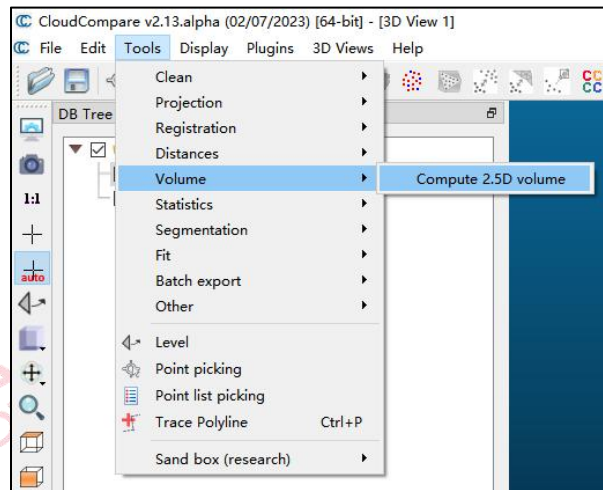 CloudCompare v2.13.alpha (02/07/2023) [64-bit] - [3D View 1]
File Edit Tools Display Plugins 3D Views Help
DB Tree
Clean
Projection
Registration
Distances
Volume
Compute 2.5D volume
Statistics
Segmentation
Fit
Batch export
Other
Level
Point picking
Point list picking
Trace Polyline Ctrl+P
Sand box (research)
1:1
auto